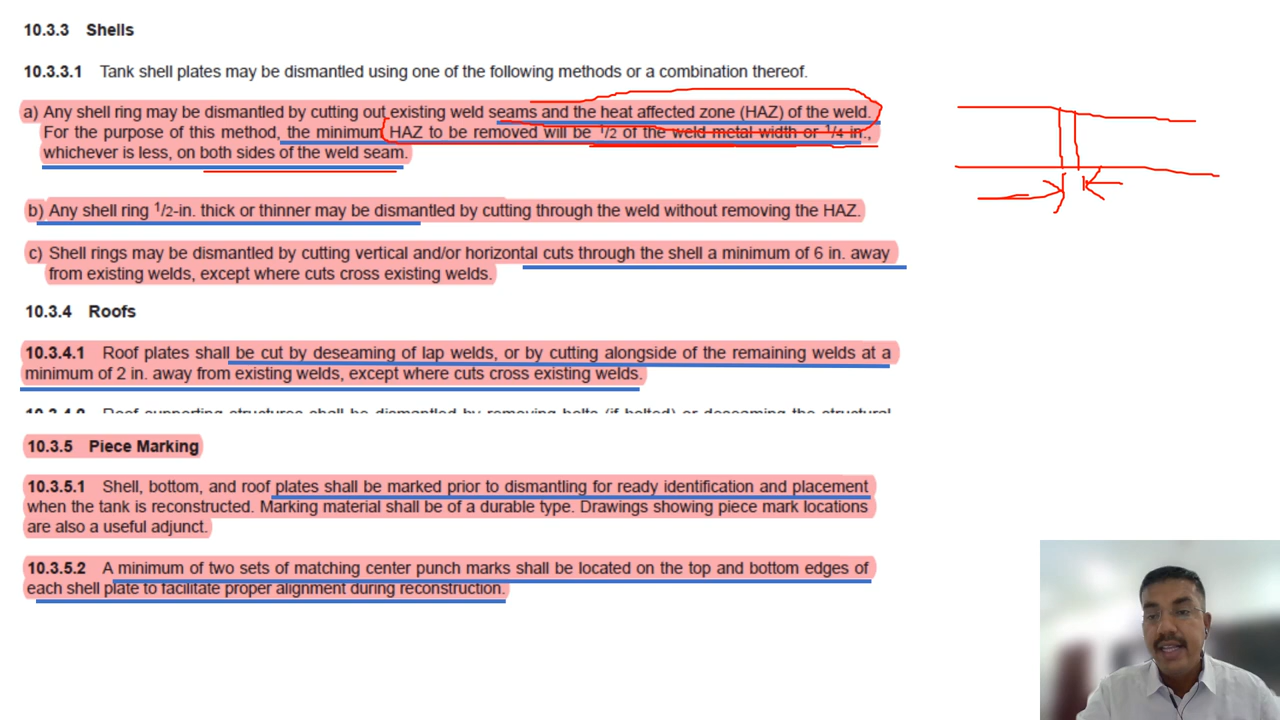 10.3.3 Shells
10.3.3.1 Tank shell plates may be dismantled using one of the following methods or a combination thereof.
a) Any shell ring may be dismantled by cutting out existing weld seams and the heat affected zone (HAZ) of the weld.
For the purpose of this method, the minimum HAZ to be removed will be 1/2 of the weld metal width or 1/4 in.,
whichever is less, on both sides of the weld seam.
b) Any shell ring 1/2-in. thick or thinner may be dismantled by cutting through the weld without removing the HAZ.
c) Shell rings may be dismantled by cutting vertical and/or horizontal cuts through the shell a minimum of 6 in. away
from existing welds, except where cuts cross existing welds.
10.3.4 Roofs
10.3.4.1 Roof plates shall be cut by deseaming of lap welds, or by cutting alongside of the remaining welds at a
minimum of 2 in. away from existing welds, except where cuts cross existing welds.
10.3.5 Piece Marking
10.3.5.1 Shell, bottom, and roof plates shall be marked prior to dismantling for ready identification and placement
when the tank is reconstructed. Marking material shall be of a durable type. Drawings showing piece mark locations
are also a useful adjunct.
10.3.5.2 A minimum of two sets of matching center punch marks shall be located on the top and bottom edges of
each shell plate to facilitate proper alignment during reconstruction.